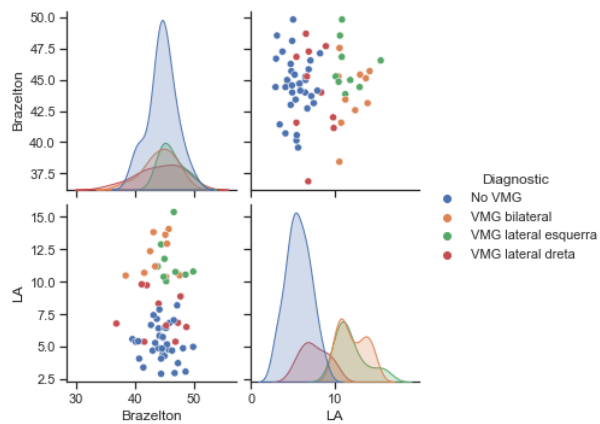 50.0
47.5
45.0
42.5
40.0
37.5
Brazelton
15.0
12.5
10.0
7.5
5.0
2.5
LA
30 40 50
Brazelton
0 10
LA
Diagnostic
No VMG
VMG bilateral
VMG lateral esquerra
VMG lateral dreta